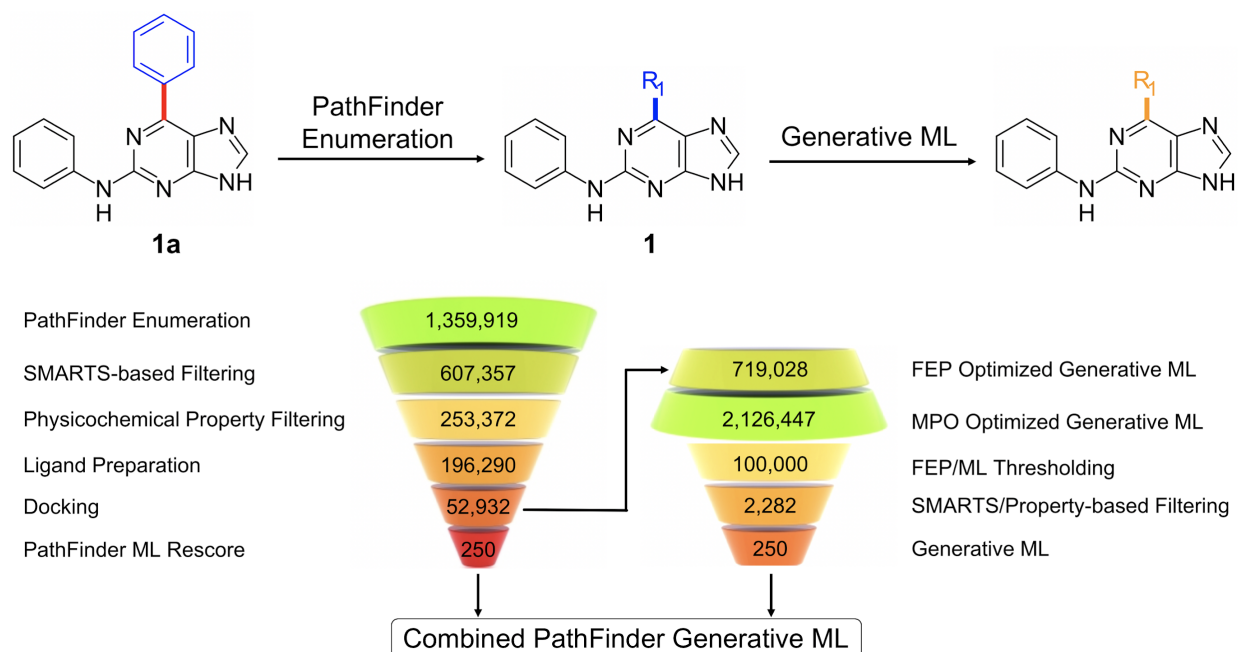 R1
R1
PathFinder
Enumeration
Generative ML
N
N
N
NH
N
H
N
N
N
NH
N
H
N
N
N
NH
N
H
1a
1
PathFinder Enumeration
1,359,919
SMARTS-based Filtering
607,357
719,028
FEP Optimized Generative ML
Physicochemical Property Filtering
253,372
2,126,447
MPO Optimized Generative ML
Ligand Preparation
196,290
100,000
FEP/ML Thresholding
Docking
52,932
2,282
SMARTS/Property-based Filtering
PathFinder ML Rescore
250
250
Generative ML
Combined PathFinder Generative ML